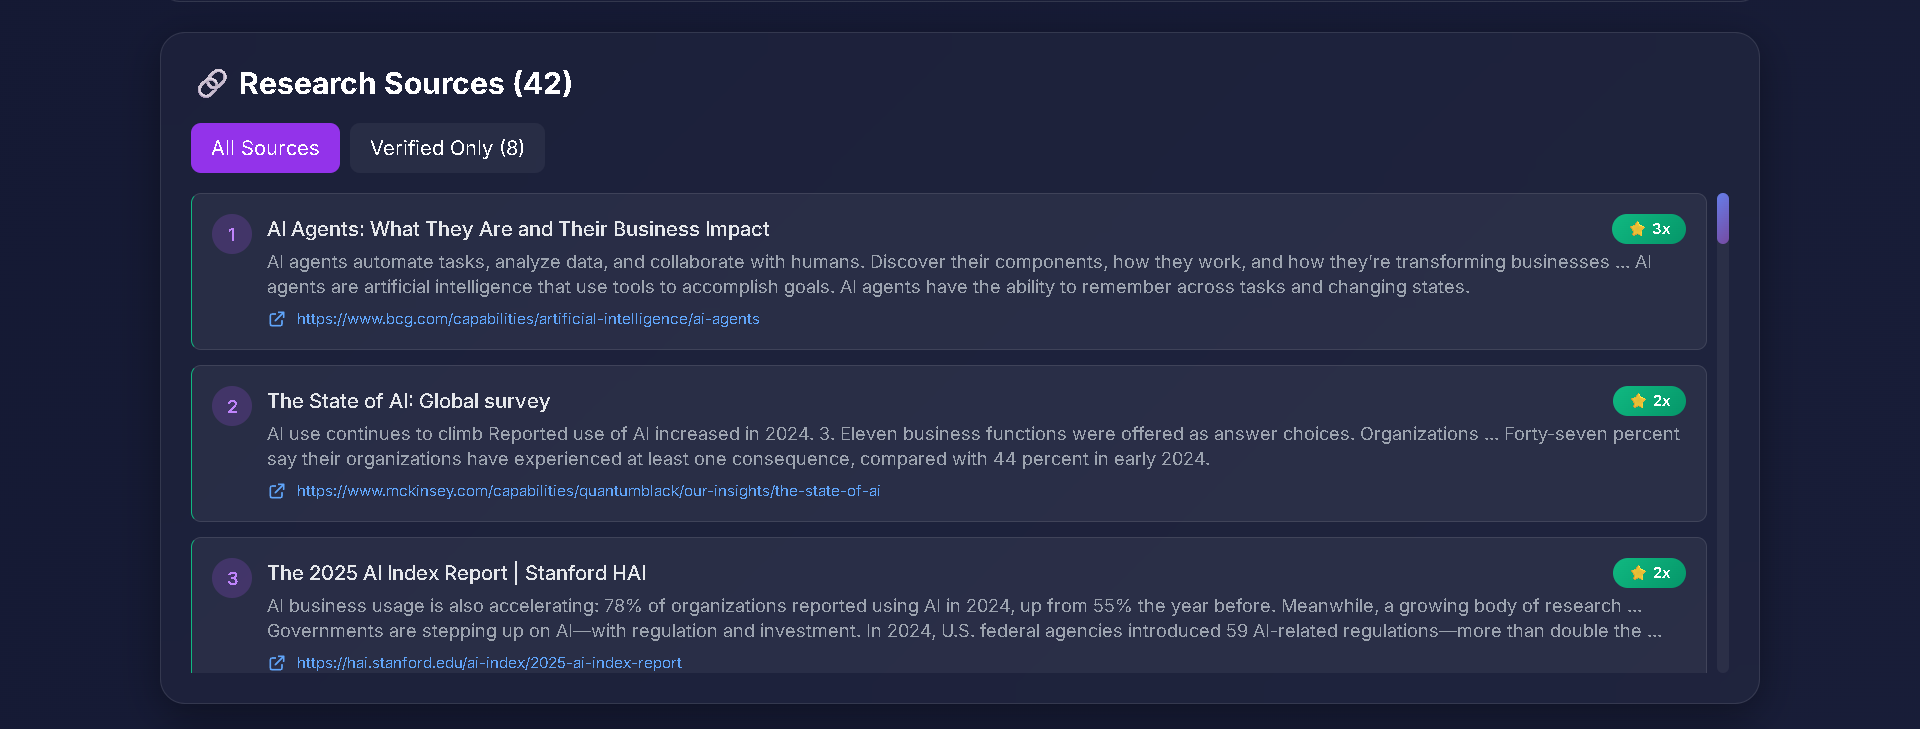 Research Sources (42)
All Sources
Verified Only (8)
1
AI Agents: What They Are and Their Business Impact
3x
AI agents automate tasks, analyze data, and collaborate with humans. Discover their components, how they work, and how they're transforming businesses ... AI
agents are artificial intelligence that use tools to accomplish goals. AI agents have the ability to remember across tasks and changing states.
https://www.bcg.com/capabilities/artificial-intelligence/ai-agents
2
The State of AI: Global survey
2x
AI use continues to climb Reported use of AI increased in 2024. 3. Eleven business functions were offered as answer choices. Organizations ... Forty-seven percent
say their organizations have experienced at least one consequence, compared with 44 percent in early 2024.
https://www.mckinsey.com/capabilities/quantumblack/our-insights/the-state-of-ai
3
The 2025 AI Index Report | Stanford HAI
2x
AI business usage is also accelerating: 78% of organizations reported using AI in 2024, up from 55% the year before. Meanwhile, a growing body of research ...
Governments are stepping up on AI—with regulation and investment. In 2024, U.S. federal agencies introduced 59 AI-related regulations—more than double the ...
https://hai.stanford.edu/ai-index/2025-ai-index-report